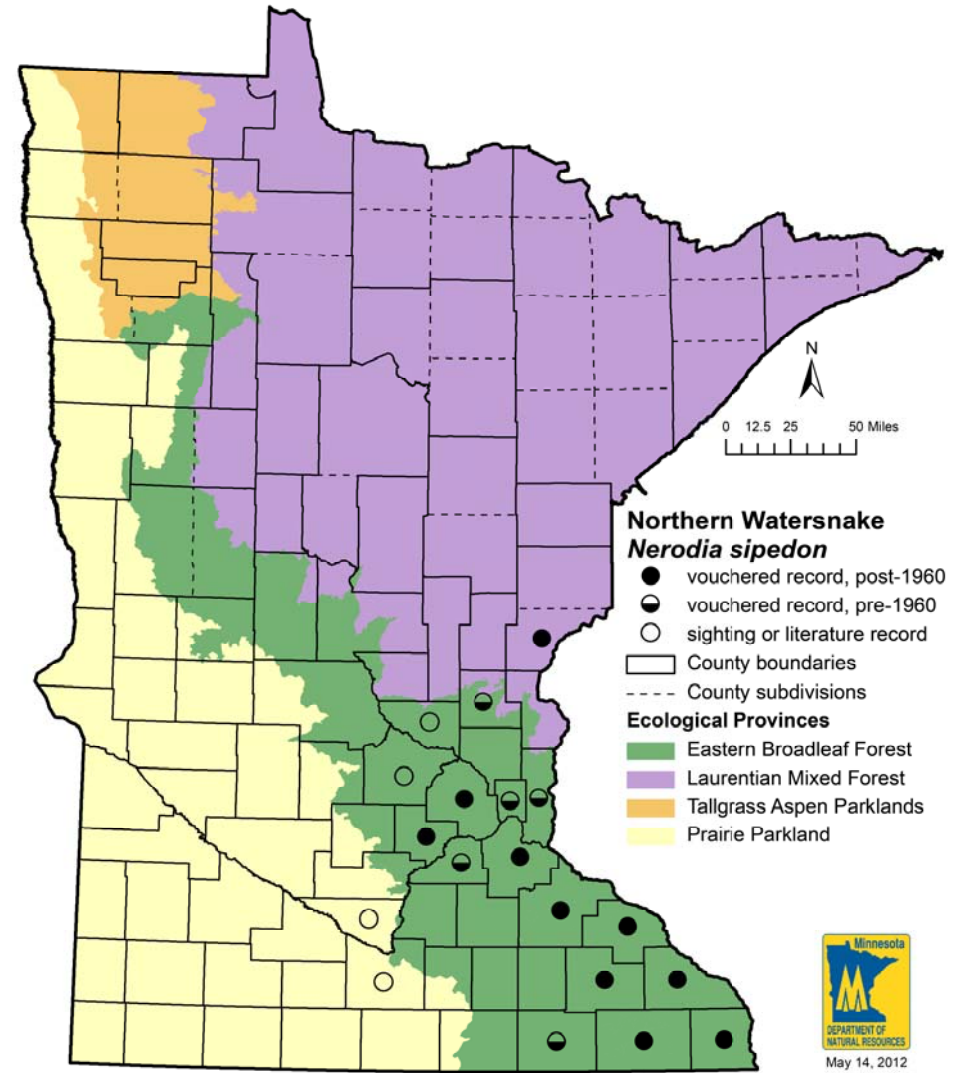 N
0 12.5 25 50 Miles
Northern Watersnake
Nerodia sipedon
vouchered record, post-1960
vouchered record, pre-1960
sighting or literature record
County boundaries
County subdivisions
Ecological Provinces
Eastern Broadleaf Forest
Laurentian Mixed Forest
Tallgrass Aspen Parklands
Prairie Parkland
Minnesota
M
DEPARTMENT OF
NATURAL RESOURCES
May 14, 2012